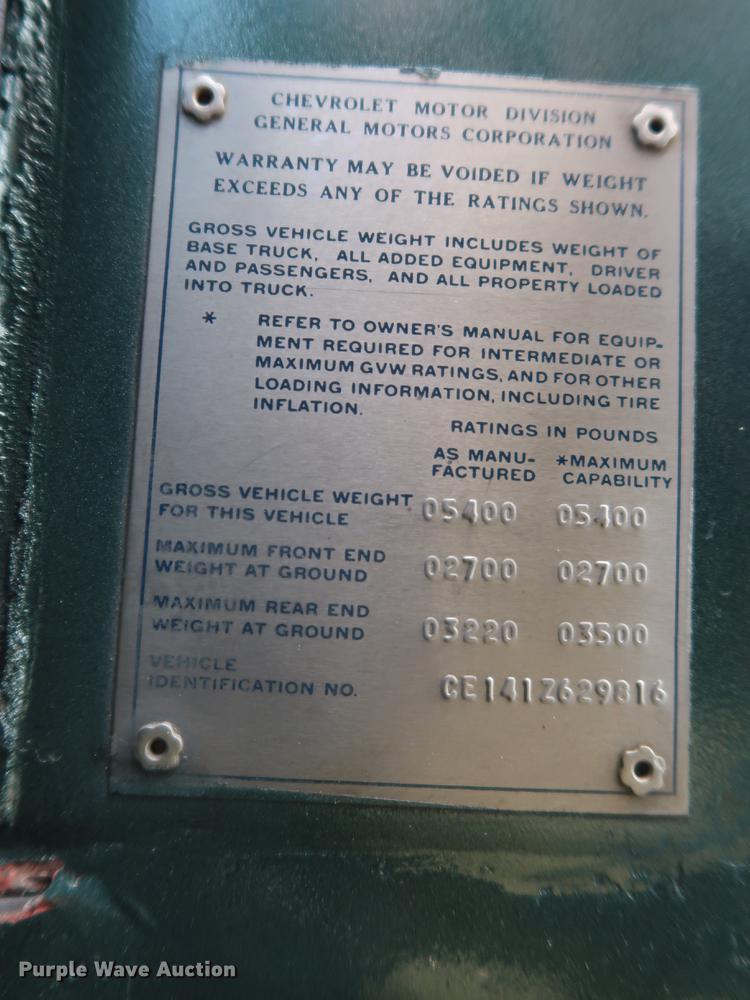 CHEVROLET MOTOR DIVISION
GENERAL MOTORS CORPORATION
WARRANTY MAY BE VOIDED IF WEIGHT
EXCEEDS ANY OF THE RATINGS SHOWN.
GROSS VEHICLE WEIGHT INCLUDES WEIGHT OF
BASE TRUCK, ALL ADDED EQUIPMENT, DRIVER
AND PASSENGERS, AND ALL PROPERTY LOADED
INTO TRUCK.
* REFER TO OWNER'S MANUAL FOR EQUIP-
MENT REQUIRED FOR INTERMEDIATE OR
MAXIMUM GVW RATINGS, AND FOR OTHER
LOADING INFORMATION, INCLUDING TIRE
INFLATION.
RATINGS IN POUNDS
AS MANU- *MAXIMUM
FACTURED CAPABILITY
GROSS VEHICLE WEIGHT
FOR THIS VEHICLE 05400 05400
MAXIMUM FRONT END
WEIGHT AT GROUND 02700 02700
MAXIMUM REAR END
WEIGHT AT GROUND 03220 03500
VEHICLE
IDENTIFICATION NO. CE141Z629816
Purple Wave Auction